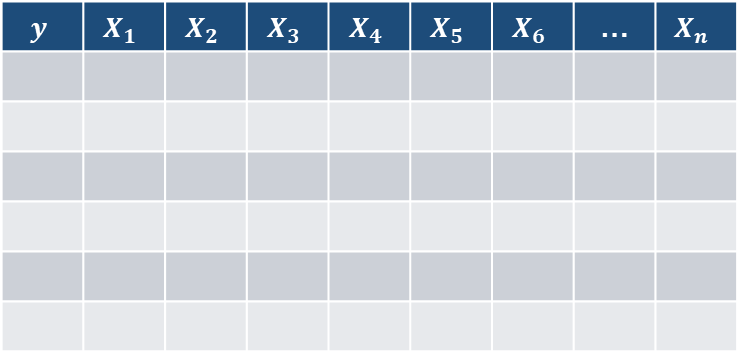 y X₁ X₂ X₃ X₄ X₅ X₆ ... Xₙ